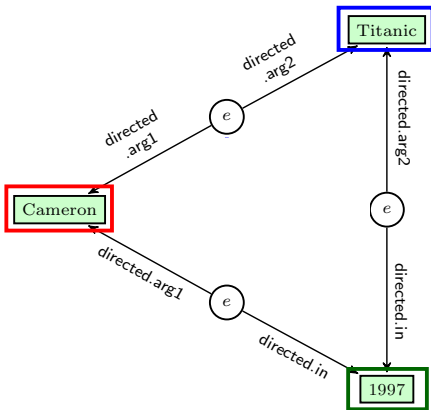 Titanic
directed
.arg2
e
directed
.arg1
directed.arg2
Cameron
e
directed.arg1
e
directed.in
directed.in
1997